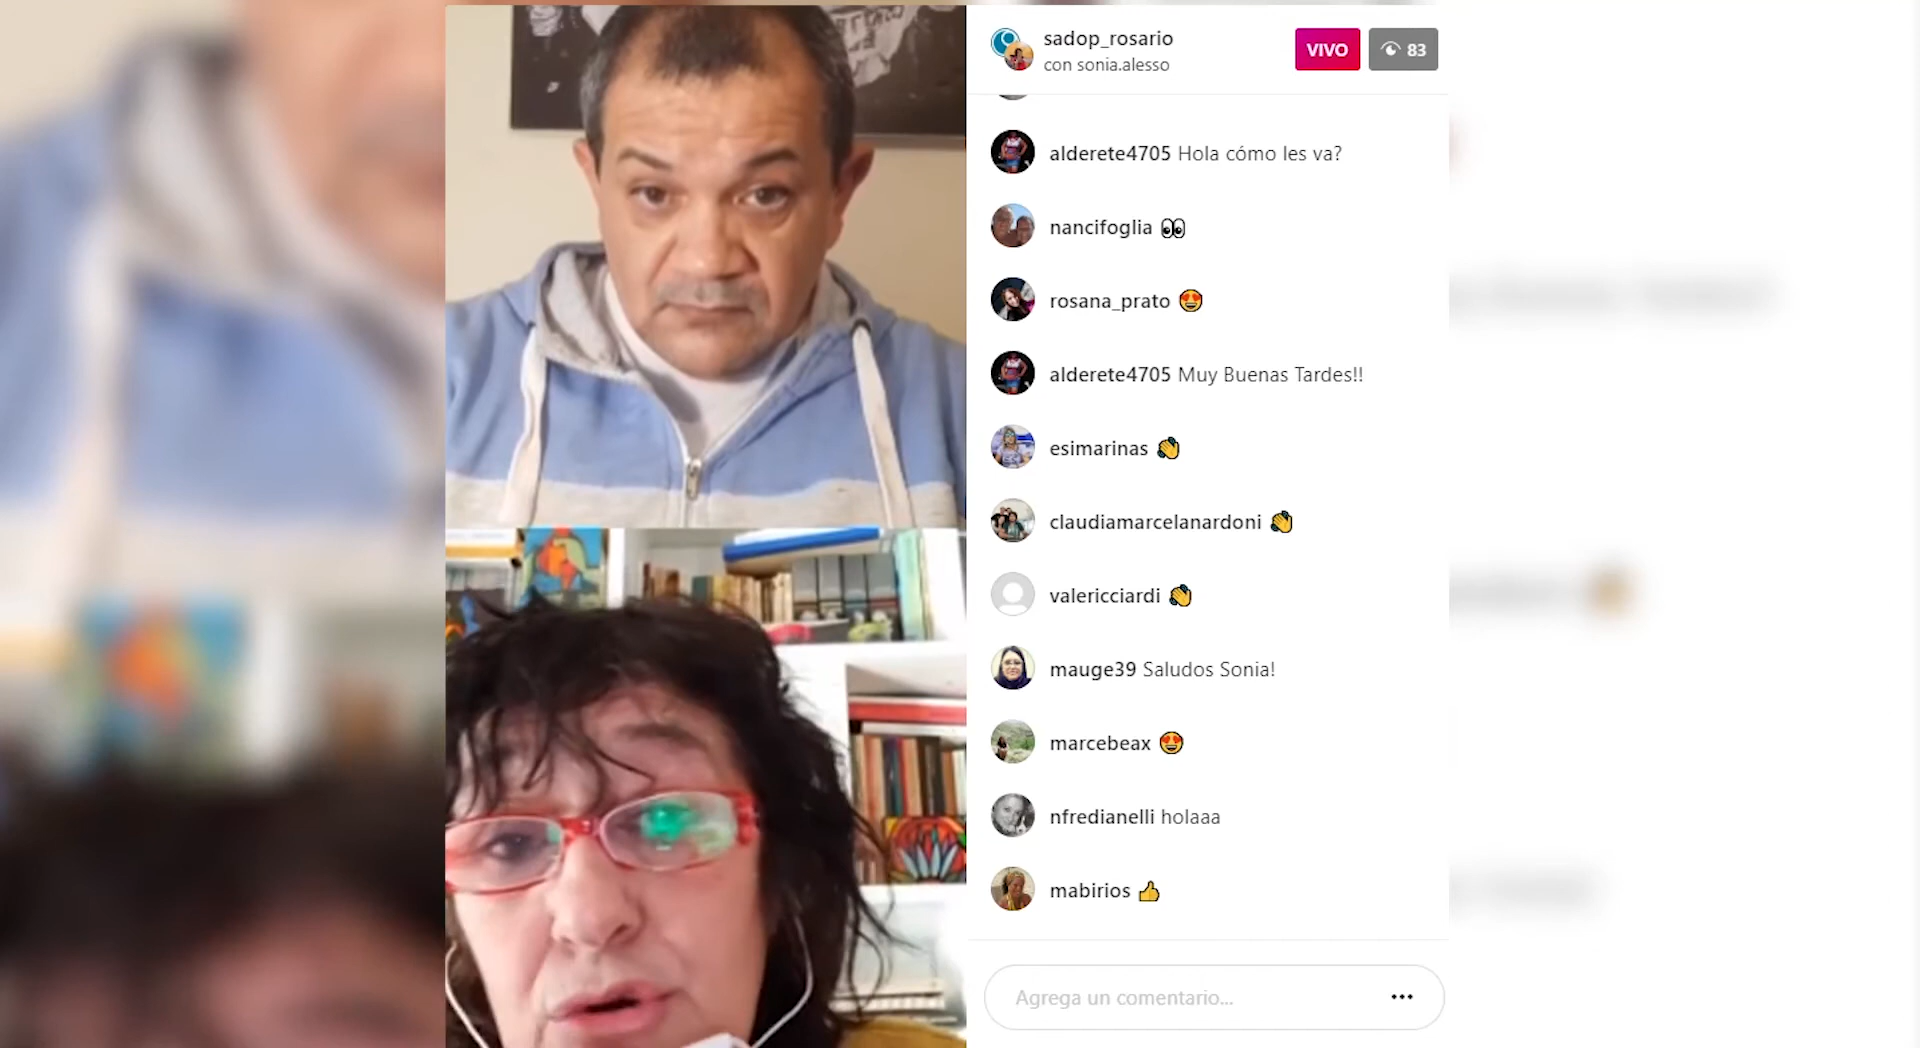 sadop_rosario
con sonia.alesso
VIVO
83
alderete4705 Hola cómo les va?
nancifoglia 👀
rosana_prato 😍
alderete4705 Muy Buenas Tardes!!
esimarinas 👏
claudiamarcelanardoni 👏
valericciardi 👏
mauge39 Saludos Sonia!
marcebeax 😍
nfredianelli holaaa
mabirios 👍
Agrega un comentario...